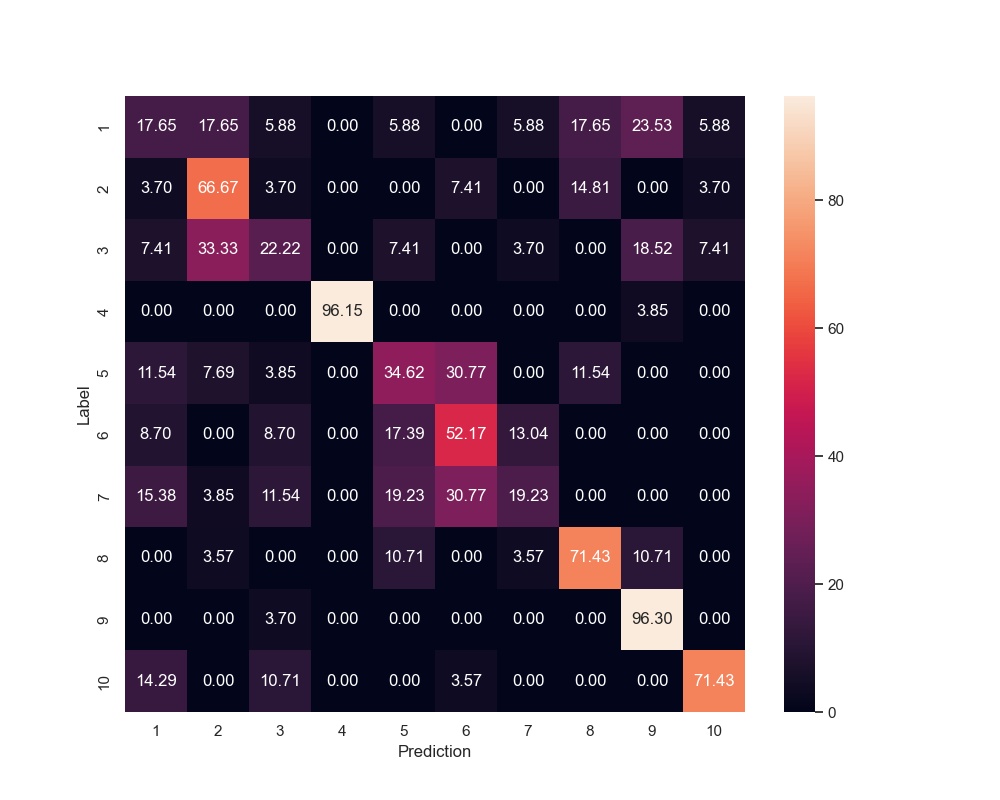 1 17.65 17.65 5.88 0.00 5.88 0.00 5.88 17.65 23.53 5.88
2 3.70 66.67 3.70 0.00 0.00 7.41 0.00 14.81 0.00 3.70
3 7.41 33.33 22.22 0.00 7.41 0.00 3.70 0.00 18.52 7.41
4 0.00 0.00 0.00 96.15 0.00 0.00 0.00 0.00 3.85 0.00
5 11.54 7.69 3.85 0.00 34.62 30.77 0.00 11.54 0.00 0.00
6 8.70 0.00 8.70 0.00 17.39 52.17 13.04 0.00 0.00 0.00
7 15.38 3.85 11.54 0.00 19.23 30.77 19.23 0.00 0.00 0.00
8 0.00 3.57 0.00 0.00 10.71 0.00 3.57 71.43 10.71 0.00
9 0.00 0.00 3.70 0.00 0.00 0.00 0.00 0.00 96.30 0.00
10 14.29 0.00 10.71 0.00 0.00 3.57 0.00 0.00 0.00 71.43
1 2 3 4 5 6 7 8 9 10
Prediction
Label
80
60
40
20
0